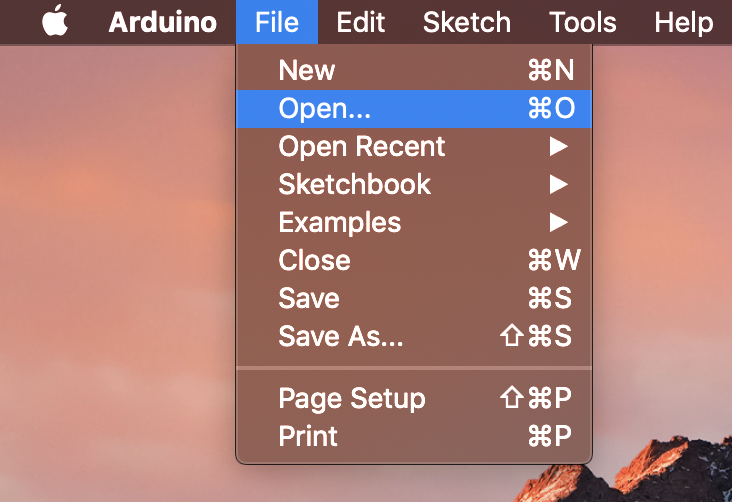 Arduino File Edit Sketch Tools Help
New ⌘N
Open... ⌘O
Open Recent ▶
Sketchbook ▶
Examples ▶
Close ⌘W
Save ⌘S
Save As... ⇧⌘S
Page Setup ⇧⌘P
Print ⌘P